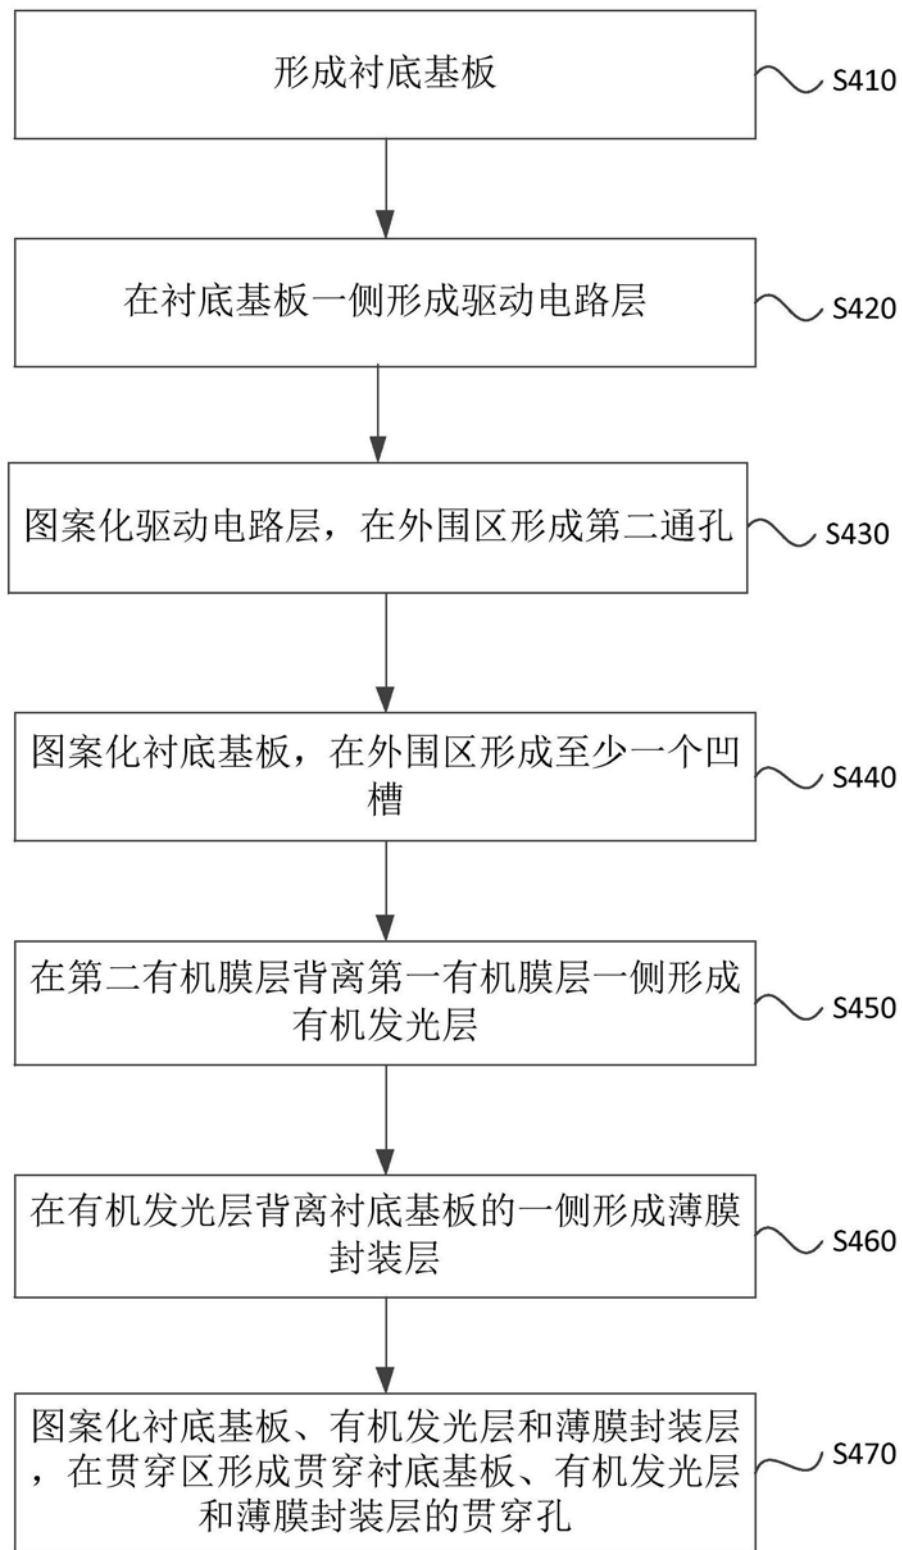 形成衬底基板
S410
在衬底基板一侧形成驱动电路层
S420
图案化驱动电路层，在外围区形成第二通孔
S430
图案化衬底基板，在外围区形成至少一个凹
槽
S440
在第二有机膜层背离第一有机膜层一侧形成
有机发光层
S450
在有机发光层背离衬底基板的一侧形成薄膜
封装层
S460
图案化衬底基板、有机发光层和薄膜封装层
，在贯穿区形成贯穿衬底基板、有机发光层
和薄膜封装层的贯穿孔
S470